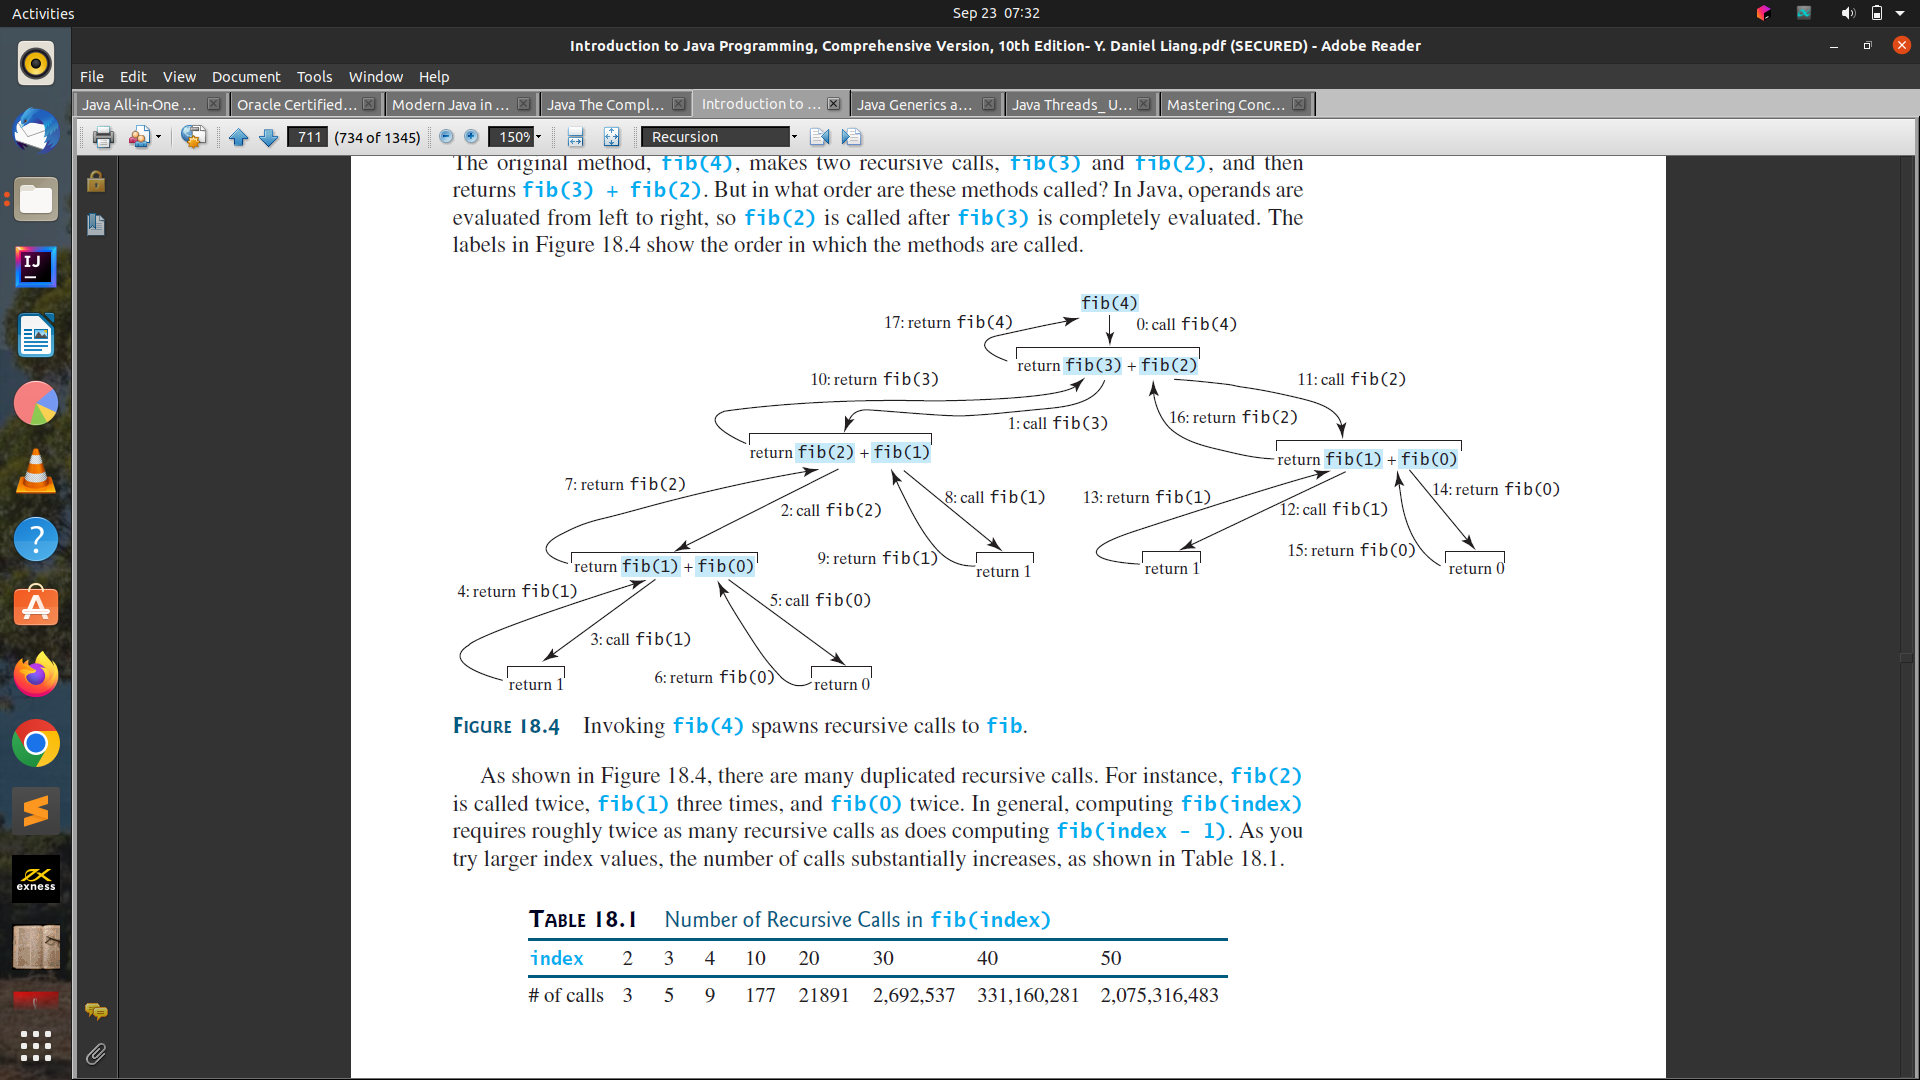 Activities
Sep 23 07:32
Introduction to Java Programming, Comprehensive Version, 10th Edition- Y. Daniel Liang.pdf (SECURED) - Adobe Reader
File Edit View Document Tools Window Help
Java All-in-One ... Oracle Certified... Modern Java in ... Java The Compl... Introduction to ... Java Generics a... Java Threads_ U... Mastering Conc...
711 (734 of 1345) 150% Recursion
The original method, fib(4), makes two recursive calls, fib(3) and fib(2), and then
returns fib(3) + fib(2). But in what order are these methods called? In Java, operands are
evaluated from left to right, so fib(2) is called after fib(3) is completely evaluated. The
labels in Figure 18.4 show the order in which the methods are called.
fib(4)
17: return fib(4)
0: call fib(4)
return fib(3) + fib(2)
10: return fib(3)
11: call fib(2)
1: call fib(3)
16: return fib(2)
return fib(2) + fib(1)
return fib(1) + fib(0)
7: return fib(2)
8: call fib(1)
13: return fib(1)
14: return fib(0)
2: call fib(2)
12: call fib(1)
9: return fib(1)
15: return fib(0)
return fib(1) + fib(0)
return 1
return 1
return 0
4: return fib(1)
5: call fib(0)
3: call fib(1)
6: return fib(0)
return 1
return 0
FIGURE 18.4 Invoking fib(4) spawns recursive calls to fib.
As shown in Figure 18.4, there are many duplicated recursive calls. For instance, fib(2)
is called twice, fib(1) three times, and fib(0) twice. In general, computing fib(index)
requires roughly twice as many recursive calls as does computing fib(index - 1). As you
try larger index values, the number of calls substantially increases, as shown in Table 18.1.
TABLE 18.1 Number of Recursive Calls in fib(index)
index 2 3 4 10 20 30 40 50
# of calls 3 5 9 177 21891 2,692,537 331,160,281 2,075,316,483
IJ
exness